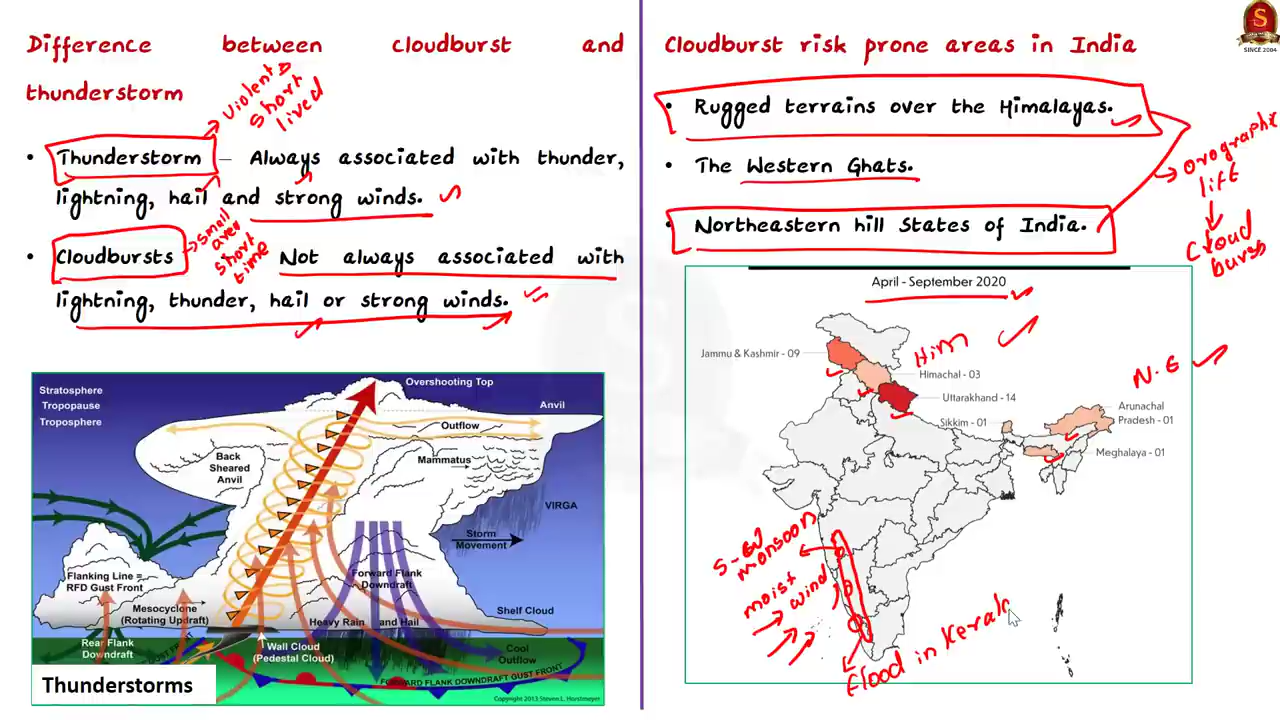 Difference between cloudburst and
thunderstorm
violent &
short
lived
• Thunderstorm – Always associated with thunder,
lightning, hail and strong winds.
small
area
short
time
• Cloudbursts Not always associated with
lightning, thunder, hail or strong winds.
Stratosphere
Tropopause
Troposphere
Overshooting Top
Anvil
Outflow
Back
Sheared
Anvil
Mammatus
VIRGA
Storm
Movement
Flanking Line =
RFD Gust Front
Forward Flank
Downdraft
Mesocyclone
(Rotating Updraft)
Shelf Cloud
Heavy Rain and Hail
Rear Flank
Downdraft
Wall Cloud
(Pedestal Cloud)
Cool
Outflow
FORWARD FLANK DOWNDRAFT GUST FRONT
Thunderstorms
Copyright 2013 Steven L. Horstmeyer
Cloudburst risk prone areas in India
S
SINCE 2004
• Rugged terrains over the Himalayas.
• The Western Ghats.
• Northeastern hill States of India.
orographic
lift
Cloud
burst
April - September 2020
Jammu & Kashmir - 09
Him
Himachal - 03
N.E
Uttarakhand - 14
Sikkim - 01
Arunachal
Pradesh - 01
Meghalaya - 01
S-W
monsoon
moist
wind
Flood in Kerala